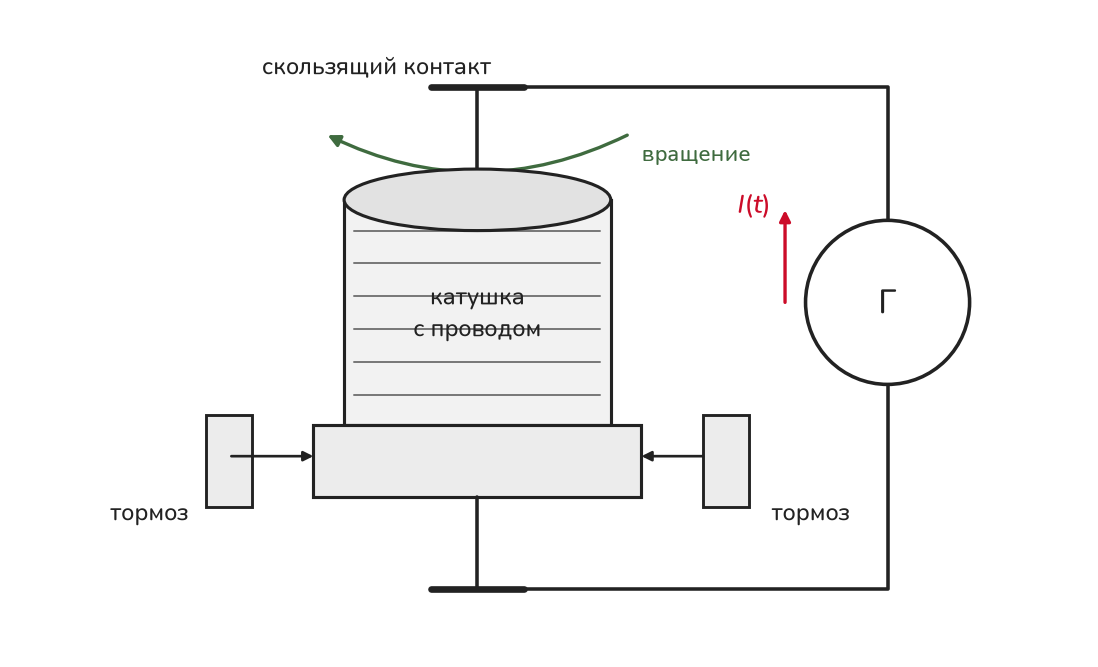 скользящий контакт
вращение
I(t)
катушка
с проводом
Г
тормоз
тормоз